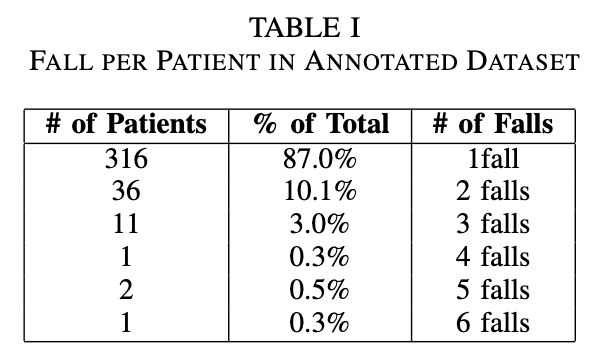 TABLE I
FALL PER PATIENT IN ANNOTATED DATASET
# of Patients % of Total # of Falls
316 87.0% 1fall
36 10.1% 2 falls
11 3.0% 3 falls
1 0.3% 4 falls
2 0.5% 5 falls
1 0.3% 6 falls